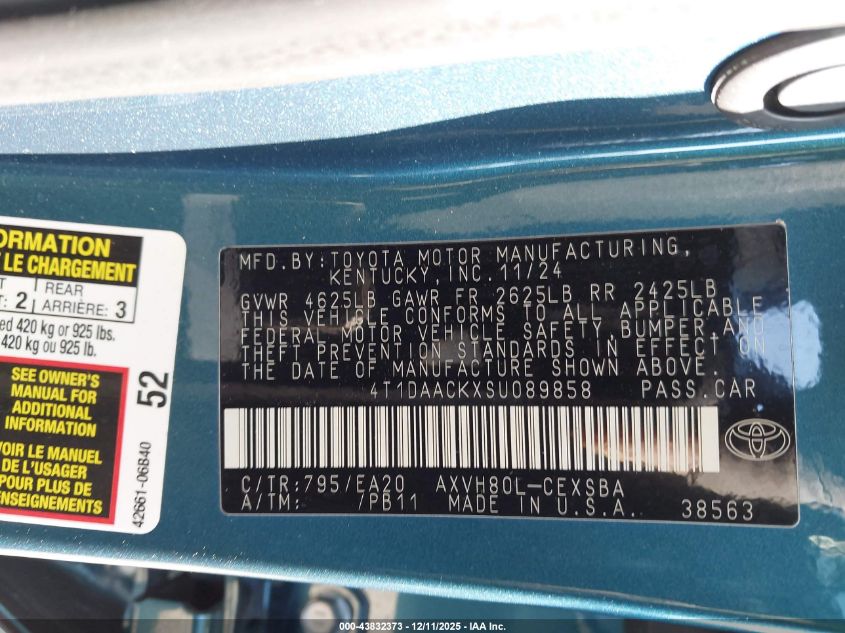 ORMATION
LE CHARGEMENT
REAR
2
ARRIÈRE: 3
420 kg or 925 lbs.
420 kg ou 925 lb.
SEE OWNER'S
MANUAL FOR
ADDITIONAL
INFORMATION
VOIR LE MANUEL
DE L'USAGER
POUR DE
ENSEIGNEMENTS
52
42661-06B40
MFD.BY:TOYOTA MOTOR MANUFACTURING,
KENTUCKY, INC.11/24
GVWR 4625LB GAWR FR 2625LB RR 2425LB
THIS VEHICLE CONFORMS TO ALL APPLICABLE
FEDERAL MOTOR VEHICLE SAFETY, BUMPER,AND
THEFT PREVENTION STANDARDS IN EFFECT ON
THE DATE OF MANUFACTURE SHOWN ABOVE.
4T1DAACKXSU089858 PASS.CAR
C/TR:795/EA20 AXVH80L-CEXSBA
A/TM: /PB11 MADE IN U.S.A. 38563
000-43832373 - 12/11/2025 - IAA Inc.